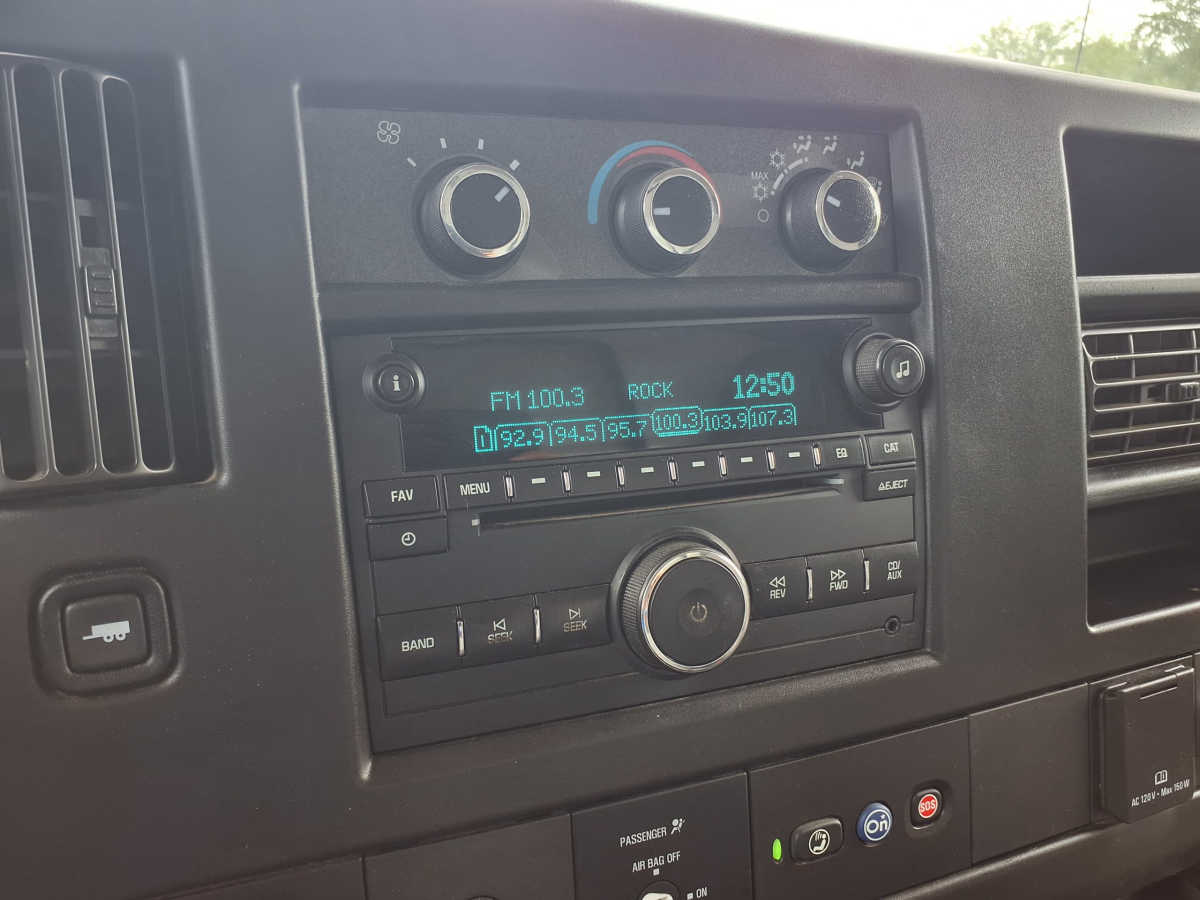 MAX
FM 100.3 ROCK 12:50
1 92.9 94.5 95.7 100.3 103.9 107.3
FAV MENU EQ CAT
EJECT
REV FWD CD/
AUX
BAND SEEK SEEK
PASSENGER
AIR BAG OFF
ON
On SOS
AC 120 V - Max 150 W